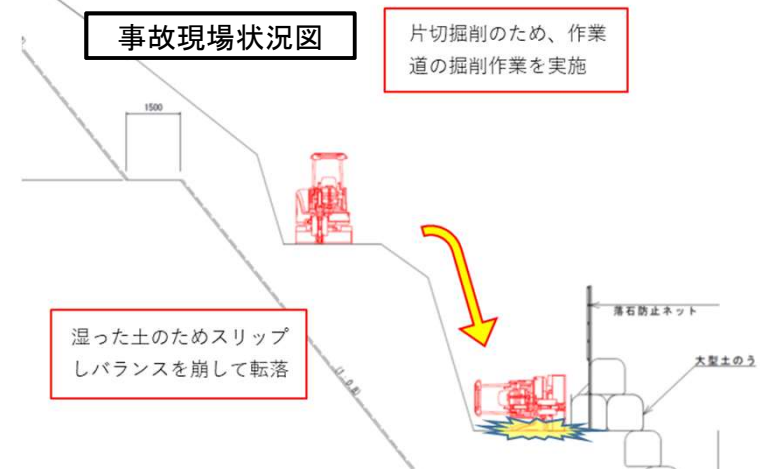 事故現場状況図
片切掘削のため、作業
道の掘削作業を実施
1500
落石防止ネット
湿った土のためスリップ
しバランスを崩して転落
大型土のう
(1:0.8)